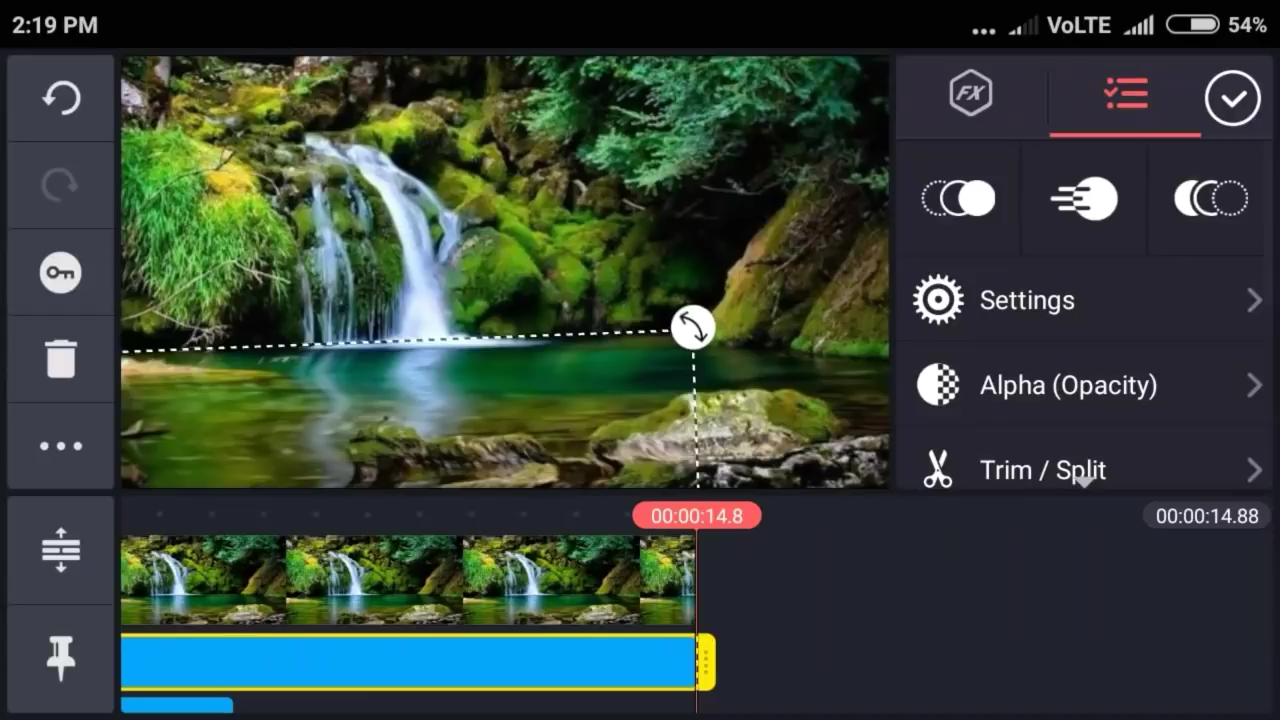 2:19 PM
... VoLTE 54%
FX
Settings
Alpha (Opacity)
Trim / Split
00:00:14.8
00:00:14.88